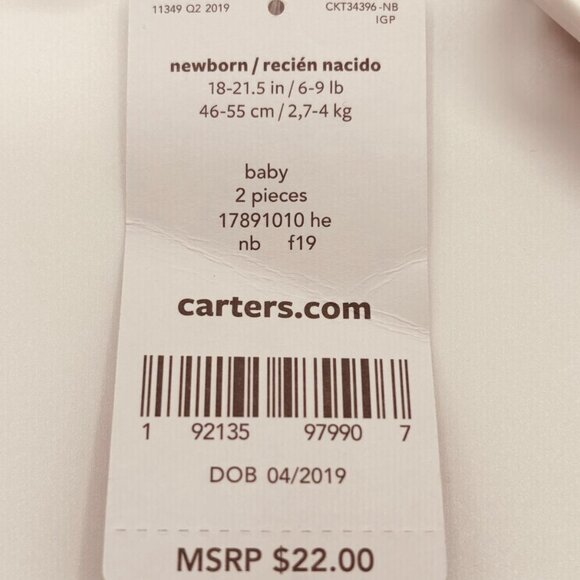 11349 Q2 2019 CKT34396-NB
IGP
newborn / recién nacido
18-21.5 in / 6-9 lb
46-55 cm / 2,7-4 kg
baby
2 pieces
17891010 he
nb f19
carters.com
1 92135 97990 7
DOB 04/2019
MSRP $22.00